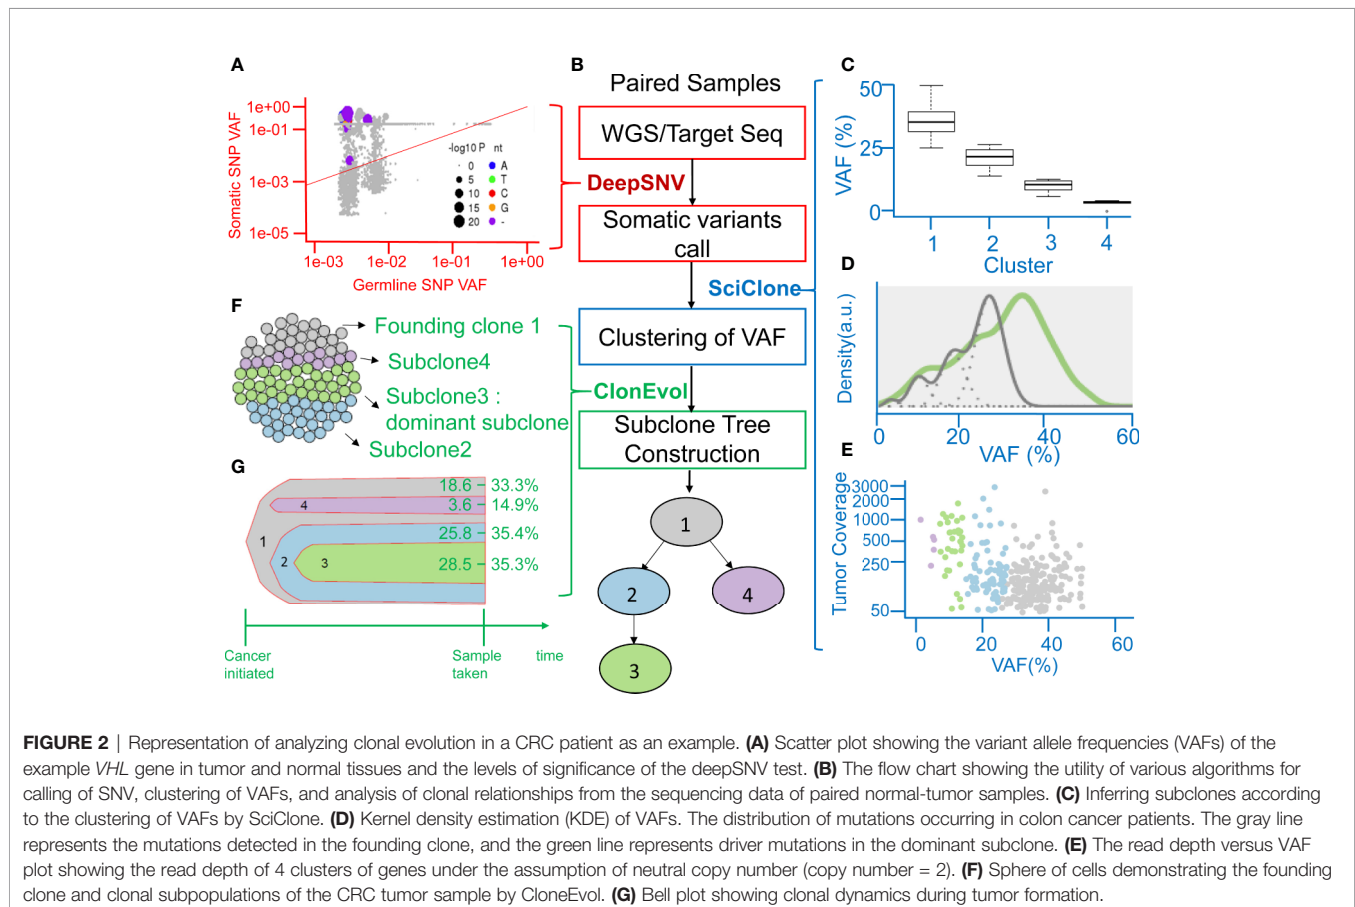 A
Somatic SNP VAF
1e+00
1e-01
1e-03
1e-05
1e-03
1e-02
1e-01
1e+00
Germline SNP VAF
-log10 P nt
0 A
5 T
10 C
15 G
20 -
B
Paired Samples
WGS/Target Seq
DeepSNV
Somatic variants
call
SciClone
Clustering of VAF
ClonEvol
Subclone Tree
Construction
1
2
4
3
C
VAF (%)
50
25
0
1
2
3
4
Cluster
D
Density(a.u.)
0
20
40
60
VAF (%)
E
Tumor Coverage
3000
2000
1000
500
250
50
0
20
40
60
VAF(%)
F
Founding clone 1
Subclone4
Subclone3 :
dominant subclone
Subclone2
G
1
4
2
3
18.6 33.3%
3.6 14.9%
25.8 35.4%
28.5 35.3%
Cancer
initiated
Sample
taken
time
FIGURE 2 | Representation of analyzing clonal evolution in a CRC patient as an example. (A) Scatter plot showing the variant allele frequencies (VAFs) of the
example VHL gene in tumor and normal tissues and the levels of significance of the deepSNV test. (B) The flow chart showing the utility of various algorithms for
calling of SNV, clustering of VAFs, and analysis of clonal relationships from the sequencing data of paired normal-tumor samples. (C) Inferring subclones according
to the clustering of VAFs by SciClone. (D) Kernel density estimation (KDE) of VAFs. The distribution of mutations occurring in colon cancer patients. The gray line
represents the mutations detected in the founding clone, and the green line represents driver mutations in the dominant subclone. (E) The read depth versus VAF
plot showing the read depth of 4 clusters of genes under the assumption of neutral copy number (copy number = 2). (F) Sphere of cells demonstrating the founding
clone and clonal subpopulations of the CRC tumor sample by CloneEvol. (G) Bell plot showing clonal dynamics during tumor formation.